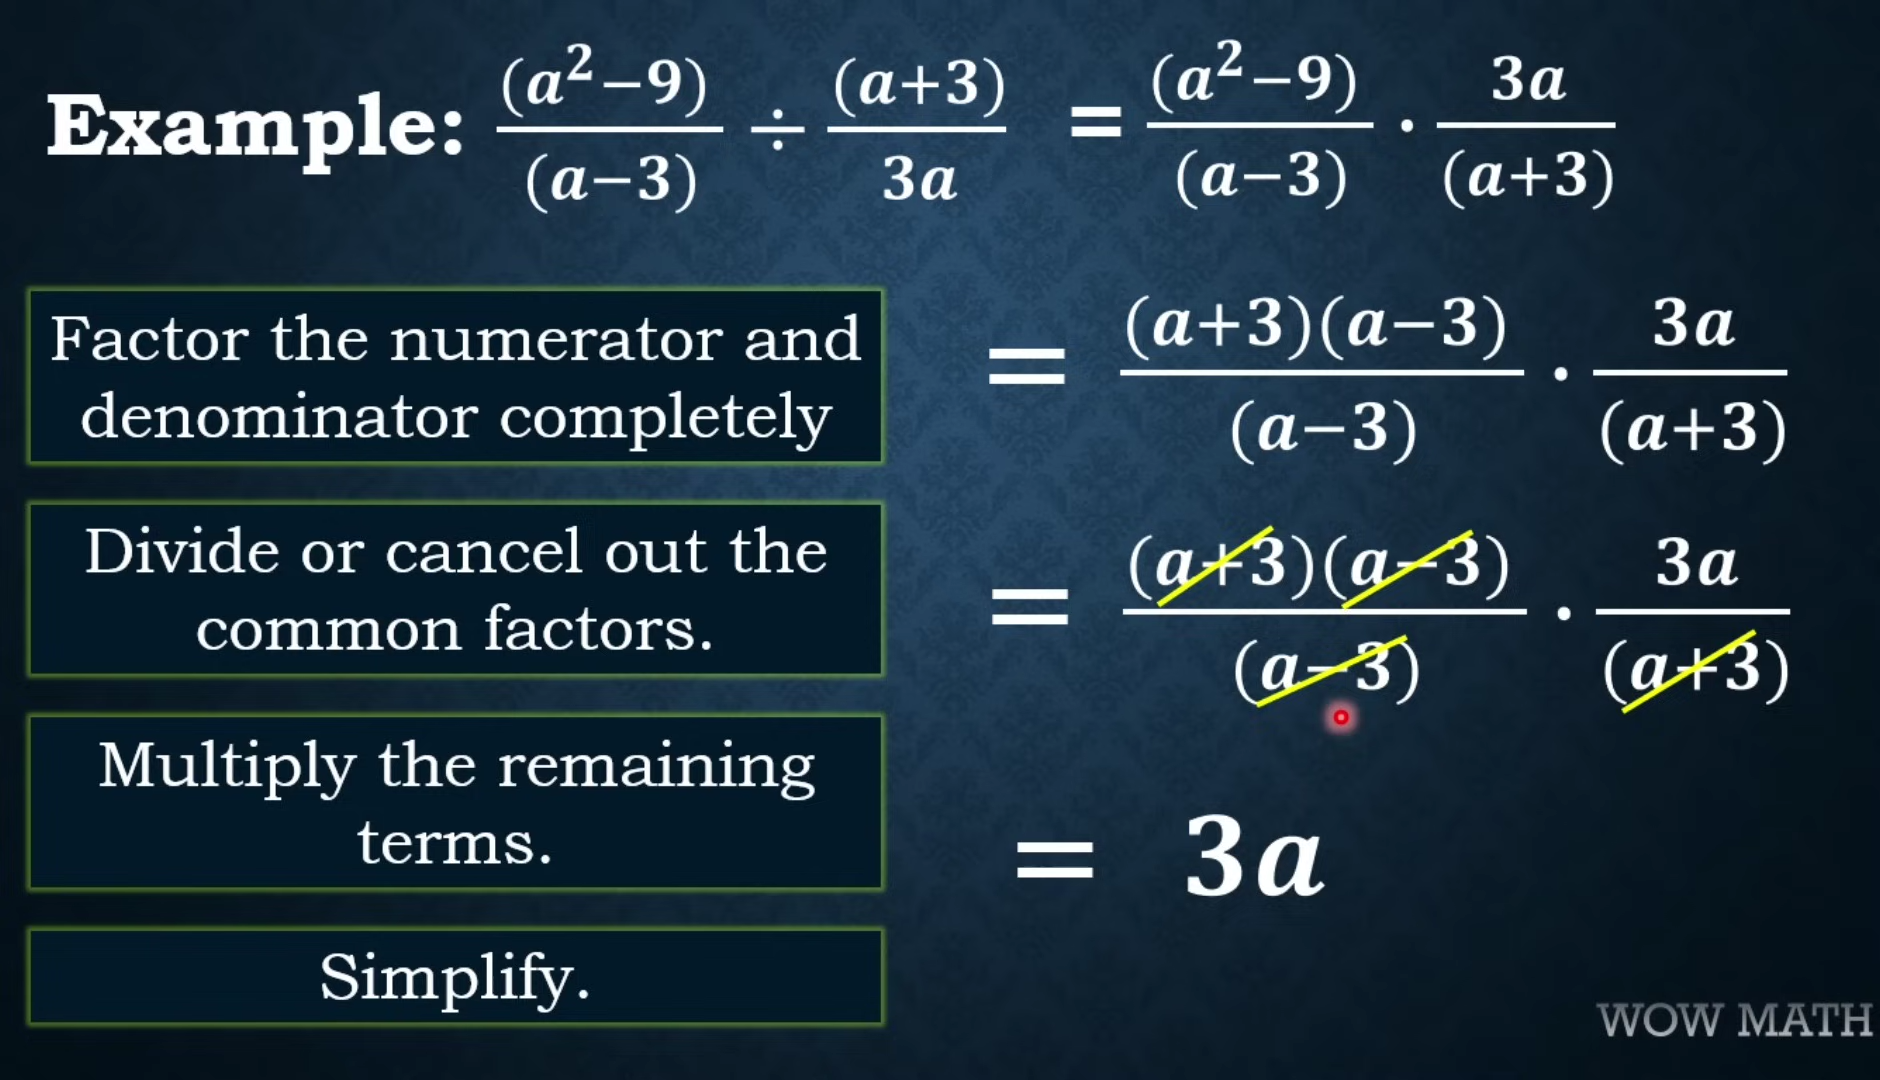 Example: (a²−9)/(a−3) ÷ (a+3)/3a = (a²−9)/(a−3) · 3a/(a+3)
Factor the numerator and
denominator completely
= (a+3)(a−3)/(a−3) · 3a/(a+3)
Divide or cancel out the
common factors.
= (a+3)(a−3)/(a−3) · 3a/(a+3)
Multiply the remaining
terms.
= 3a
Simplify.
WOW MATH